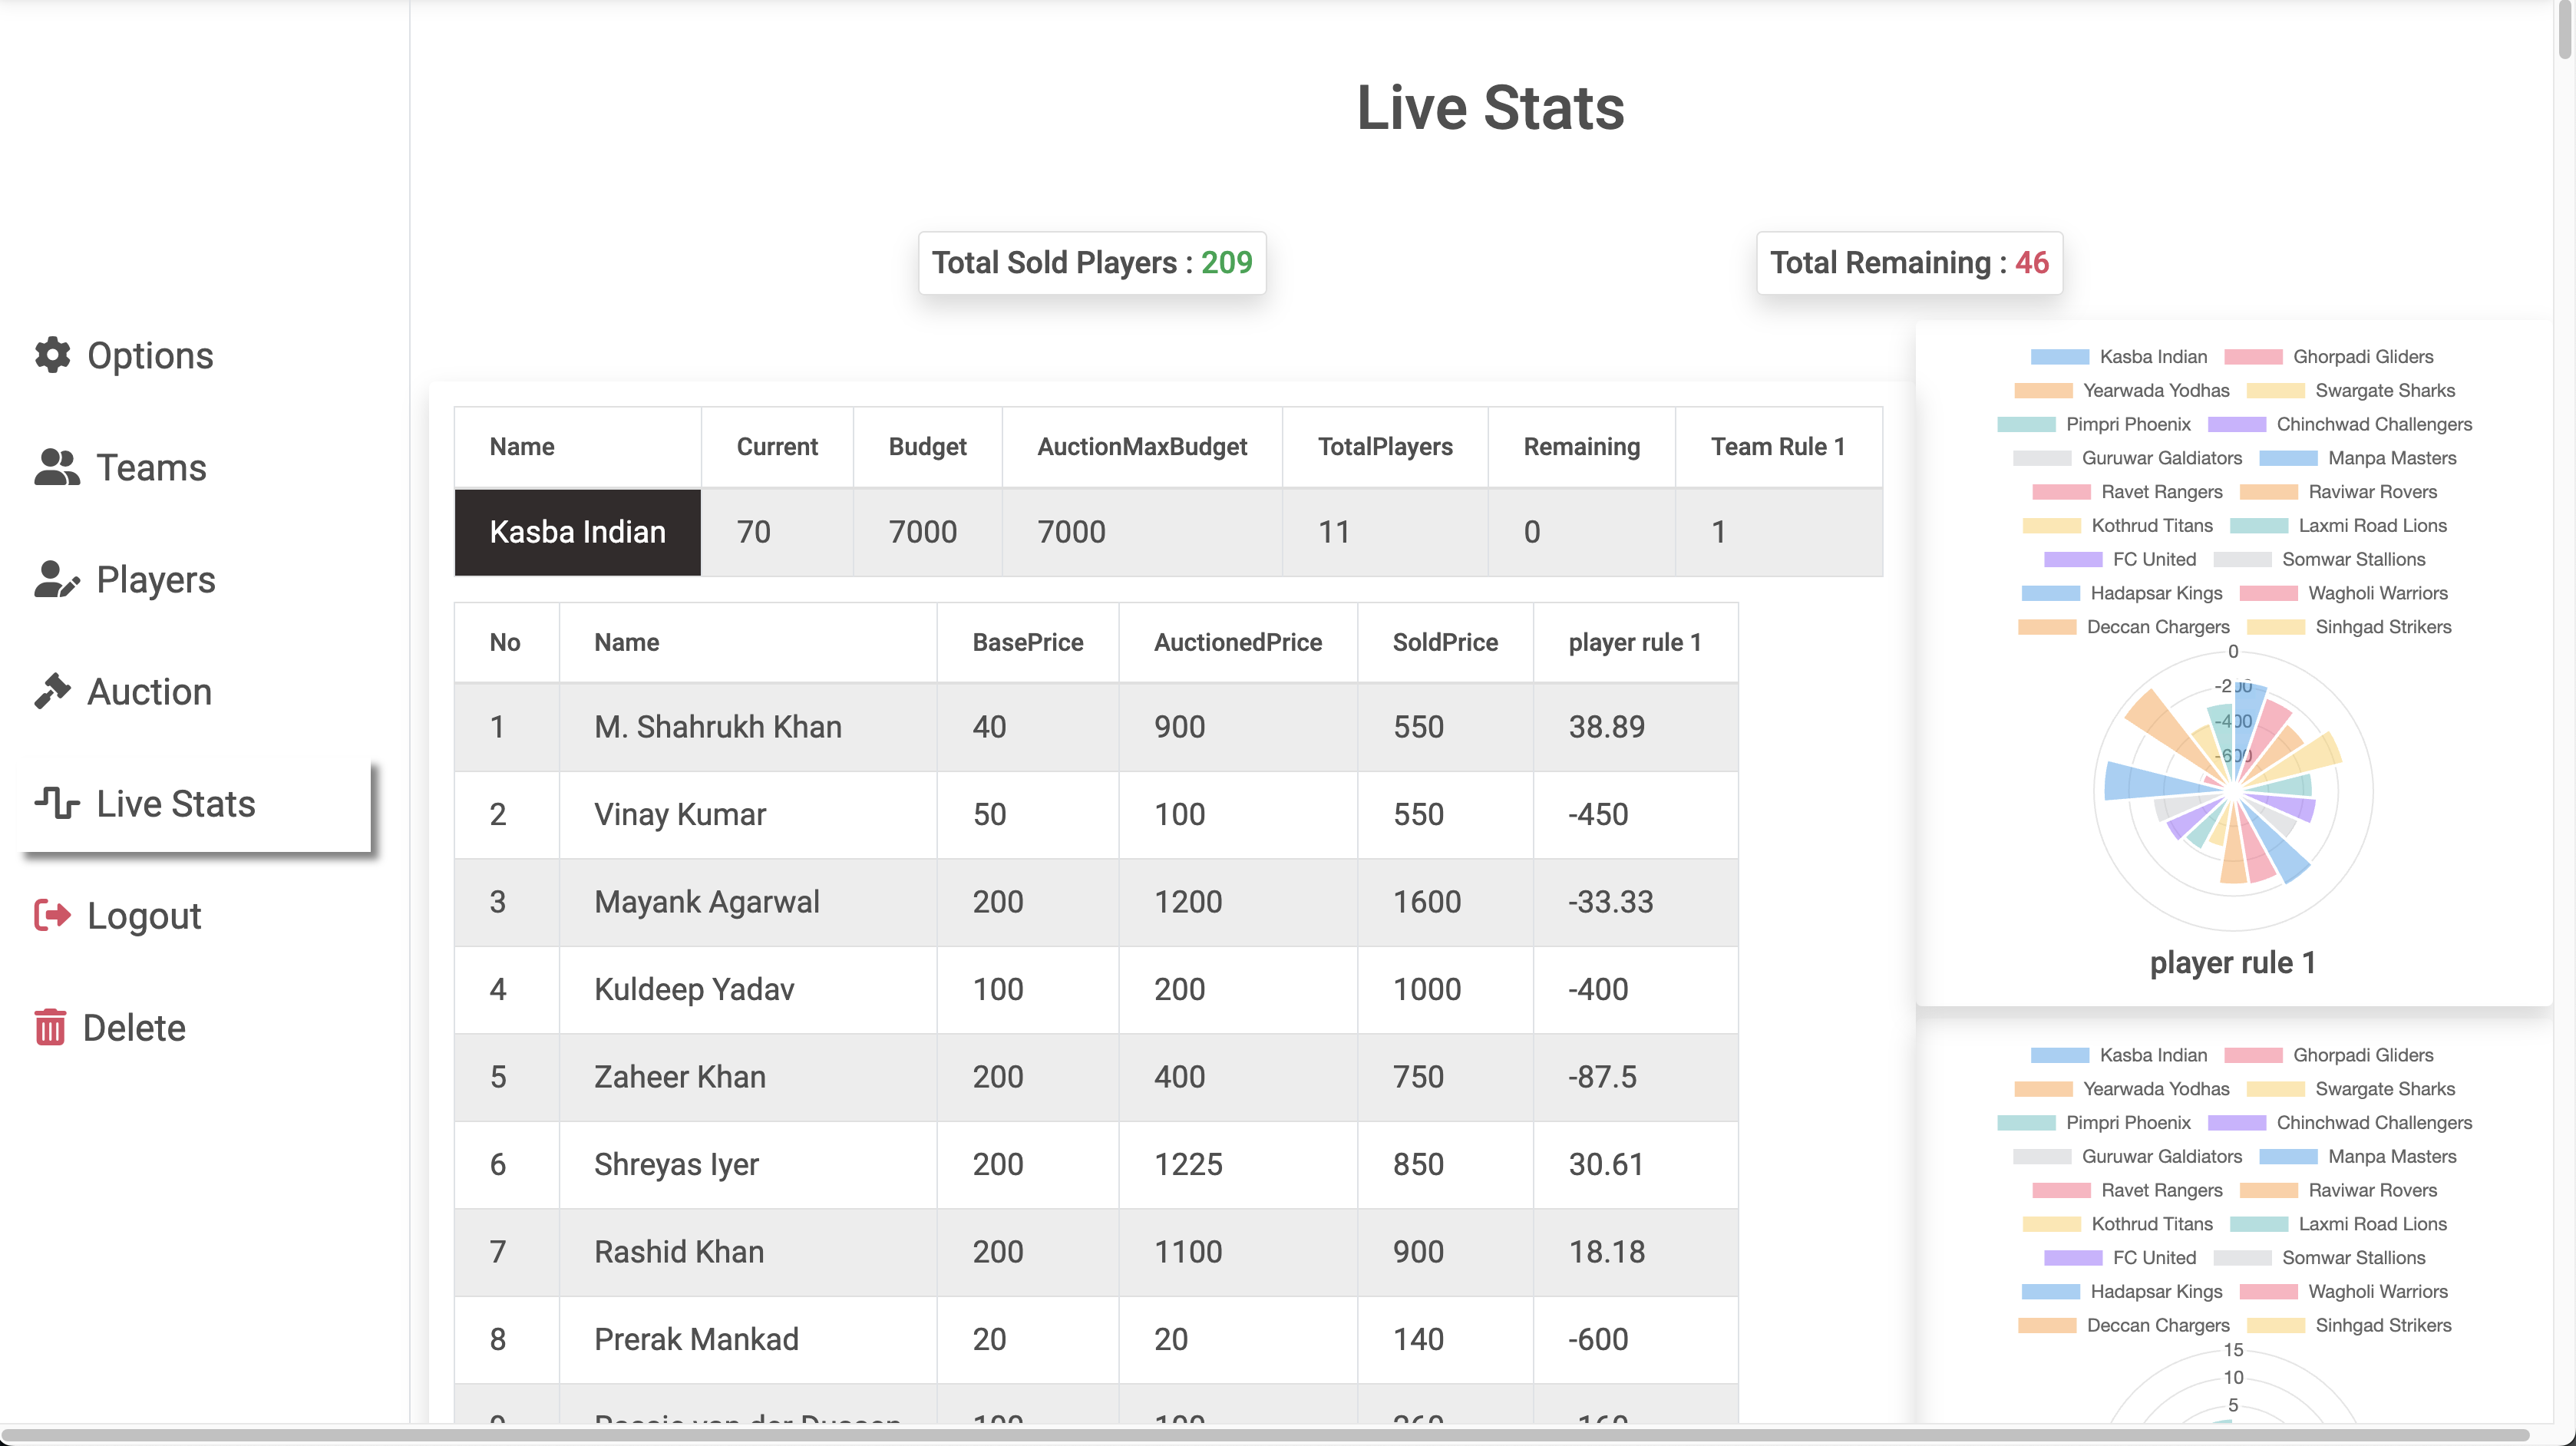 Live Stats
Total Sold Players : 209
Total Remaining : 46
Options
Teams
Players
Auction
Live Stats
Logout
Delete
Name Current Budget AuctionMaxBudget TotalPlayers Remaining Team Rule 1
Kasba Indian 70 7000 7000 11 0 1
No Name BasePrice AuctionedPrice SoldPrice player rule 1
1 M. Shahrukh Khan 40 900 550 38.89
2 Vinay Kumar 50 100 550 -450
3 Mayank Agarwal 200 1200 1600 -33.33
4 Kuldeep Yadav 100 200 1000 -400
5 Zaheer Khan 200 400 750 -87.5
6 Shreyas Iyer 200 1225 850 30.61
7 Rashid Khan 200 1100 900 18.18
8 Prerak Mankad 20 20 140 -600
Kasba Indian Ghorpadi Gliders
Yearwada Yodhas Swargate Sharks
Pimpri Phoenix Chinchwad Challengers
Guruwar Galdiators Manpa Masters
Ravet Rangers Raviwar Rovers
Kothrud Titans Laxmi Road Lions
FC United Somwar Stallions
Hadapsar Kings Wagholi Warriors
Deccan Chargers Sinhgad Strikers
0
-200
-400
-600
player rule 1
Kasba Indian Ghorpadi Gliders
Yearwada Yodhas Swargate Sharks
Pimpri Phoenix Chinchwad Challengers
Guruwar Galdiators Manpa Masters
Ravet Rangers Raviwar Rovers
Kothrud Titans Laxmi Road Lions
FC United Somwar Stallions
Hadapsar Kings Wagholi Warriors
Deccan Chargers Sinhgad Strikers
15
10
5